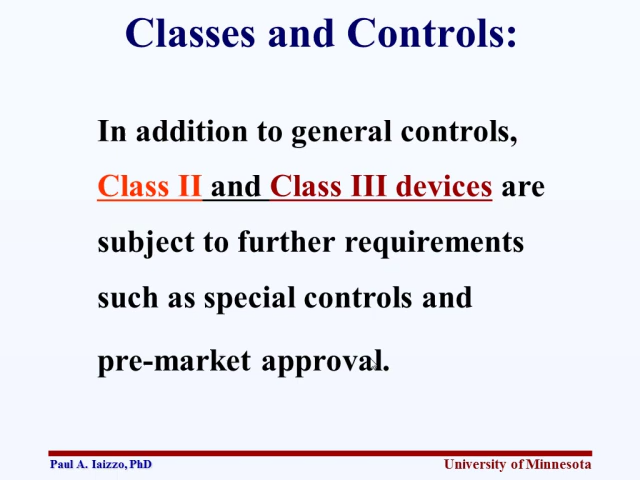 Classes and Controls:
In addition to general controls,
Class II and Class III devices are
subject to further requirements
such as special controls and
pre-market approval.
Paul A. Iaizzo, PhD
University of Minnesota